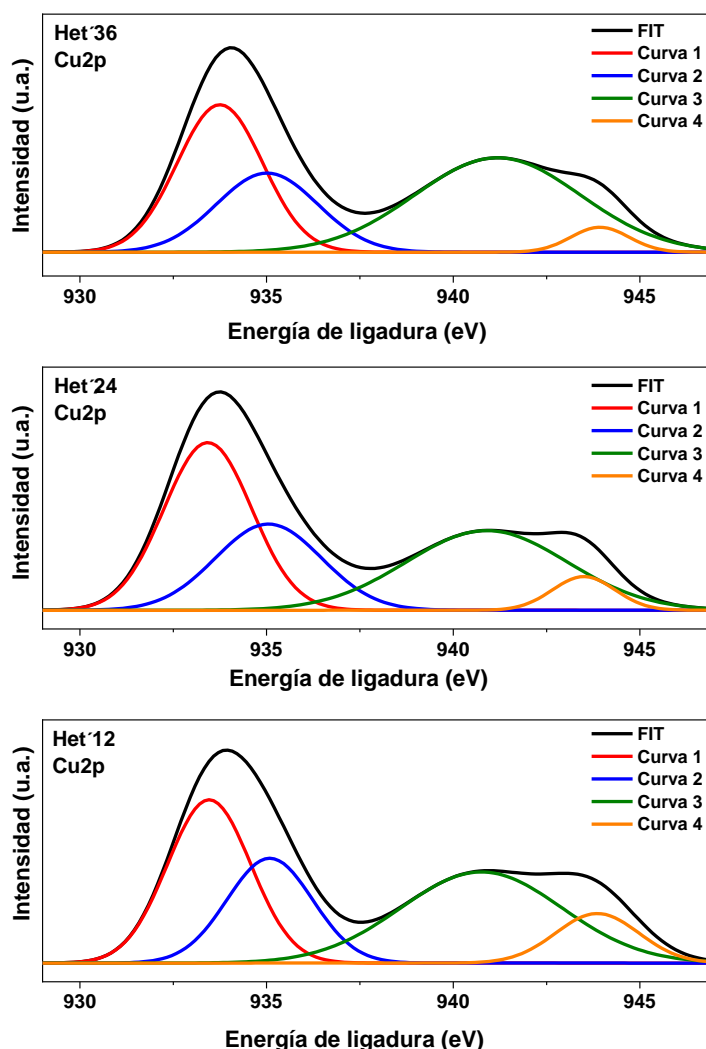 Het´36
Cu2p
FIT
Curva 1
Curva 2
Curva 3
Curva 4
Intensidad (u.a.)
930 935 940 945
Energía de ligadura (eV)
Het´24
Cu2p
FIT
Curva 1
Curva 2
Curva 3
Curva 4
Intensidad (u.a.)
930 935 940 945
Energía de ligadura (eV)
Het´12
Cu2p
FIT
Curva 1
Curva 2
Curva 3
Curva 4
Intensidad (u.a.)
930 935 940 945
Energía de ligadura (eV)